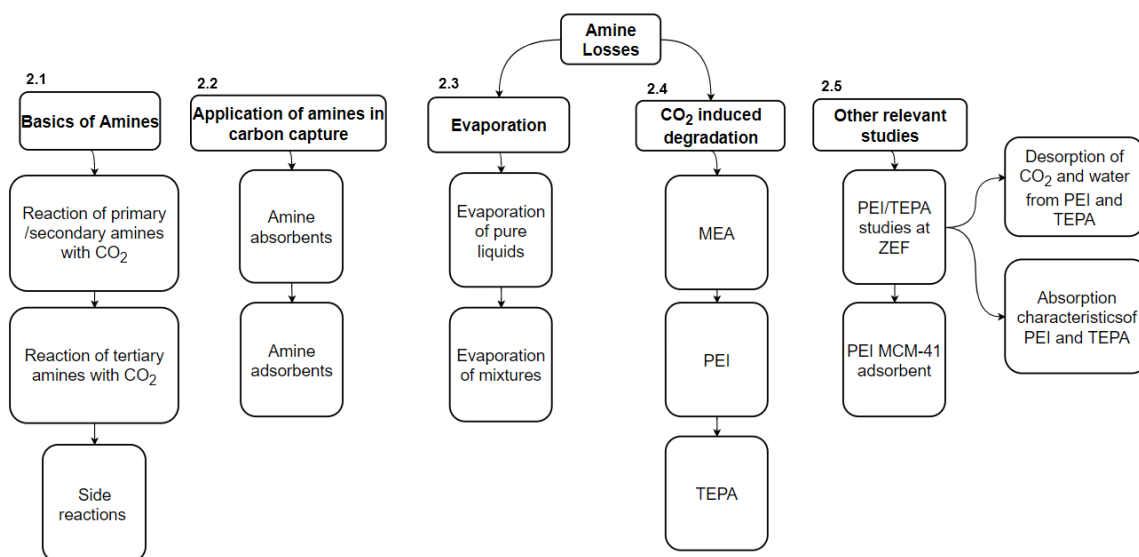 Amine
Losses
2.1
Basics of Amines
Reaction of primary
/secondary amines
with CO2
Reaction of tertiary
amines with CO2
Side
reactions
2.2
Application of amines in
carbon capture
Amine
absorbents
Amine
adsorbents
2.3
Evaporation
Evaporation
of pure
liquids
Evaporation
of mixtures
2.4
CO2 induced
degradation
MEA
PEI
TEPA
2.5
Other relevant
studies
PEI/TEPA
studies at
ZEF
PEI MCM-41
adsorbent
Desorption of
CO2 and water
from PEI and
TEPA
Absorption
characteristicsof
PEI and TEPA